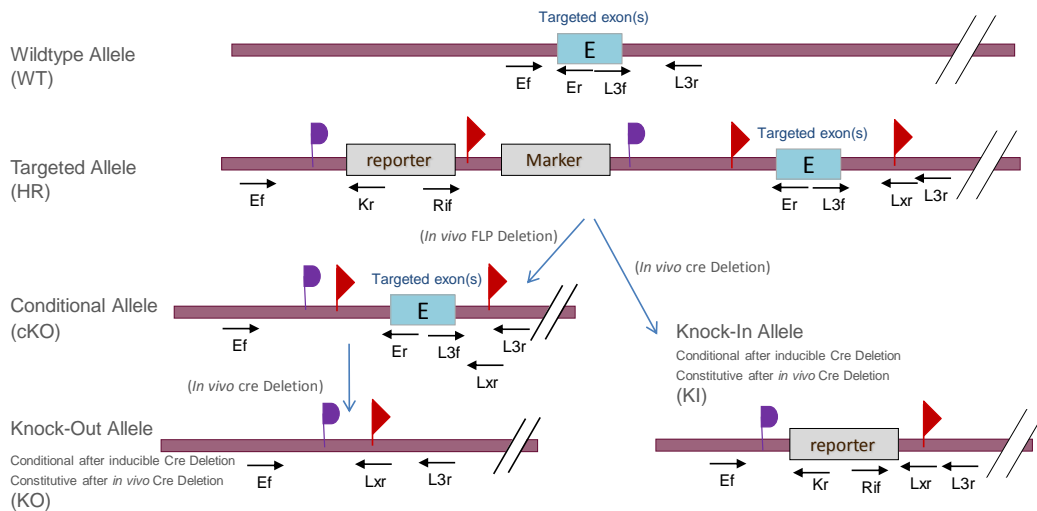 Targeted exon(s)
Wildtype Allele
(WT)
E
Ef
Er
L3f
L3r
Targeted exon(s)
Targeted Allele
(HR)
reporter
Marker
E
Ef
Kr
Rif
Er
L3f
Lxr
L3r
(In vivo FLP Deletion)
(In vivo cre Deletion)
Conditional Allele
(cKO)
Targeted exon(s)
E
Ef
Er
L3f
L3r
Lxr
(In vivo cre Deletion)
Knock-In Allele
Conditional after inducible Cre Deletion
Constitutive after in vivo Cre Deletion
(KI)
reporter
Ef
Kr
Rif
Lxr
L3r
Knock-Out Allele
Conditional after inducible Cre Deletion
Constitutive after in vivo Cre Deletion
(KO)
Ef
Lxr
L3r